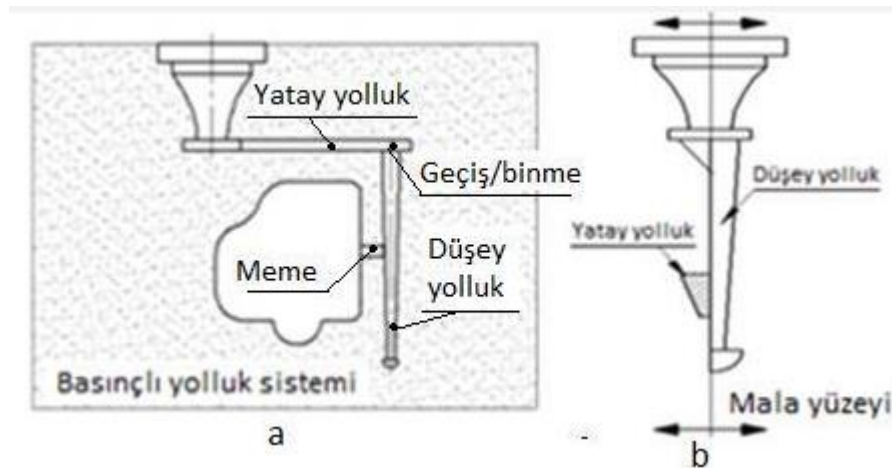 Yatay yolluk
Geçiş/binme
Meme
Düşey
yolluk
Basınçlı yolluk sistemi
a
Düşey yolluk
Yatay yolluk
Mala yüzeyi
b